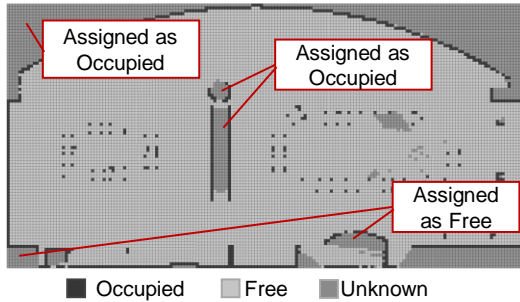 Assigned as
Occupied
Assigned as
Occupied
Assigned
as Free
Occupied
Free
Unknown